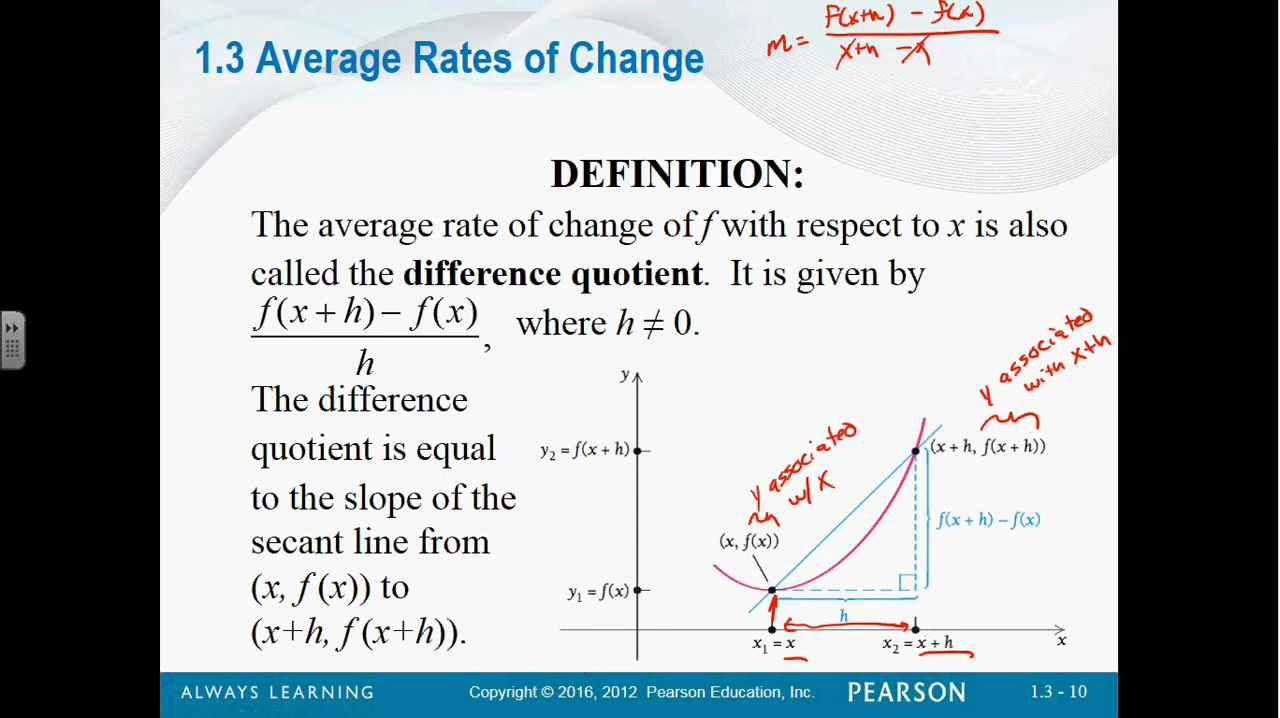 1.3 Average Rates of Change
m = f(x+h) - f(x)
x+h - x
DEFINITION:
The average rate of change of f with respect to x is also
called the difference quotient. It is given by
f(x + h) − f(x)
h
, where h ≠ 0.
The difference
quotient is equal
to the slope of the
secant line from
(x, f (x)) to
(x+h, f (x+h)).
y
y₂ = f(x + h)
y₁ = f(x)
y associated
w/ x
(x, f(x))
y associated
with x+h
(x + h, f(x + h))
f(x + h) − f(x)
h
x₁ = x
x₂ = x + h
x
ALWAYS LEARNING
Copyright © 2016, 2012 Pearson Education, Inc.
PEARSON
1.3 - 10